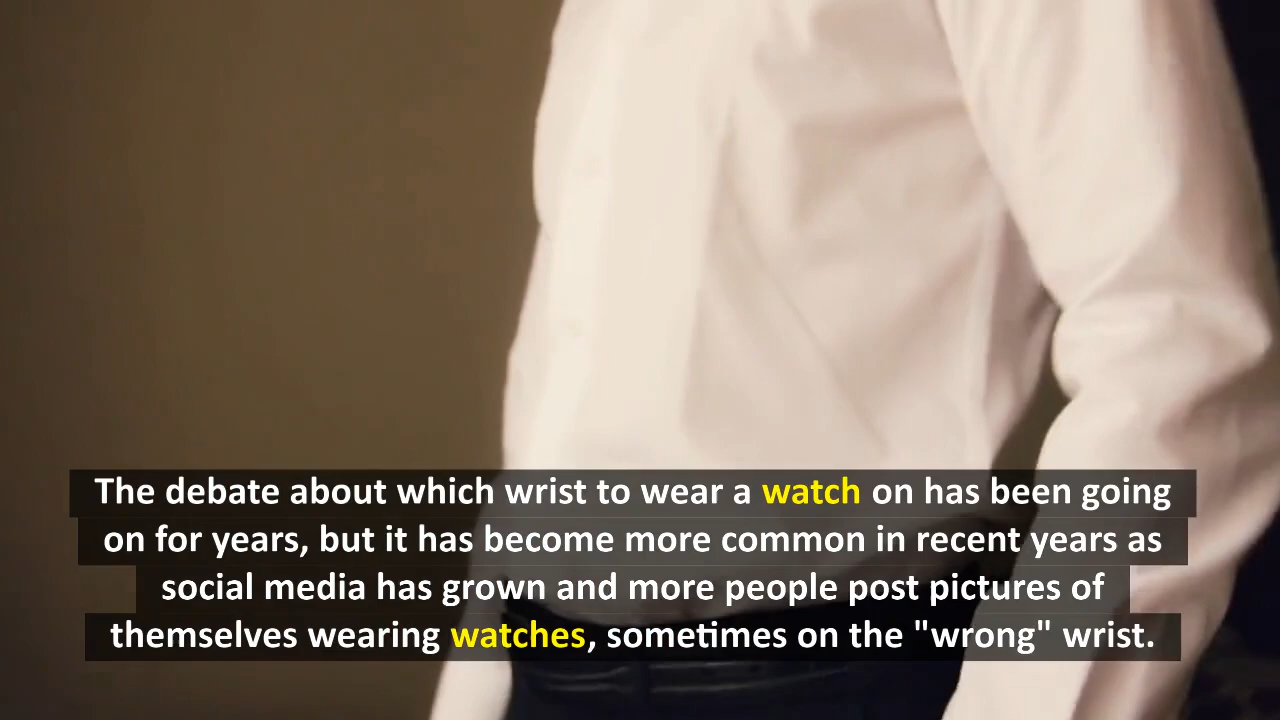 The debate about which wrist to wear a watch on has been going
on for years, but it has become more common in recent years as
social media has grown and more people post pictures of
themselves wearing watches, sometimes on the "wrong" wrist.